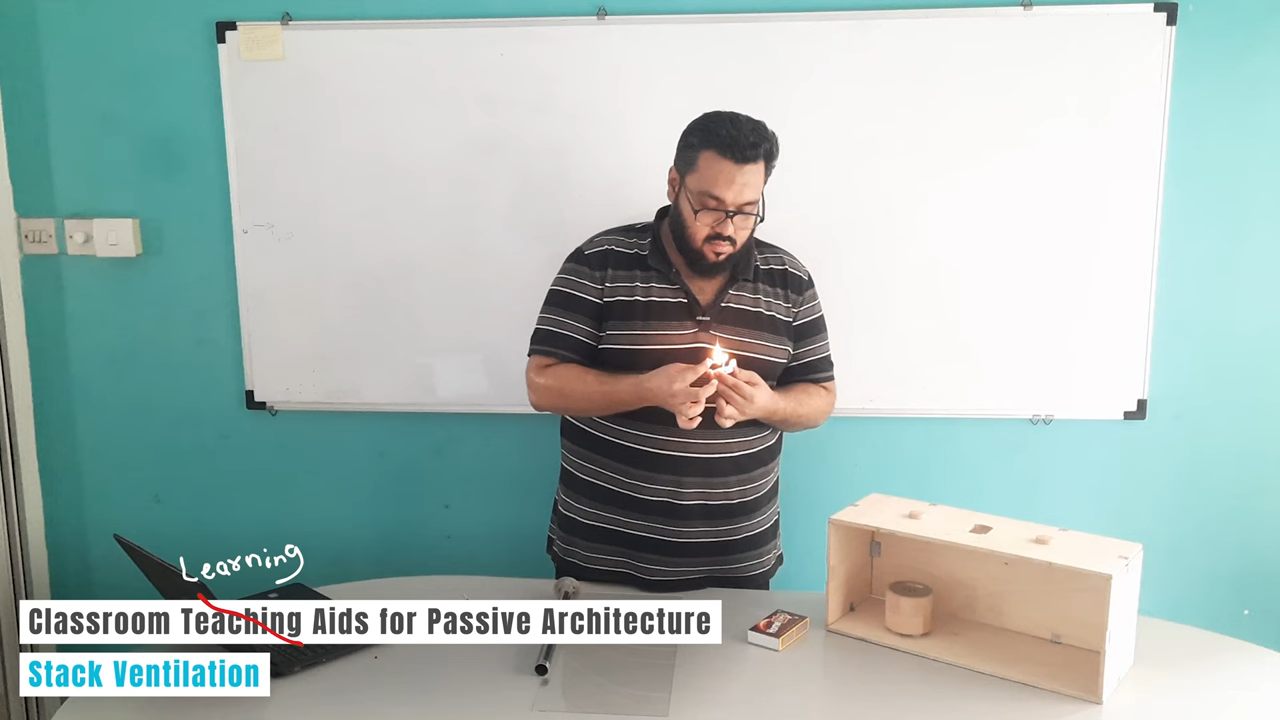 Learning
Classroom Teaching Aids for Passive Architecture
Stack Ventilation